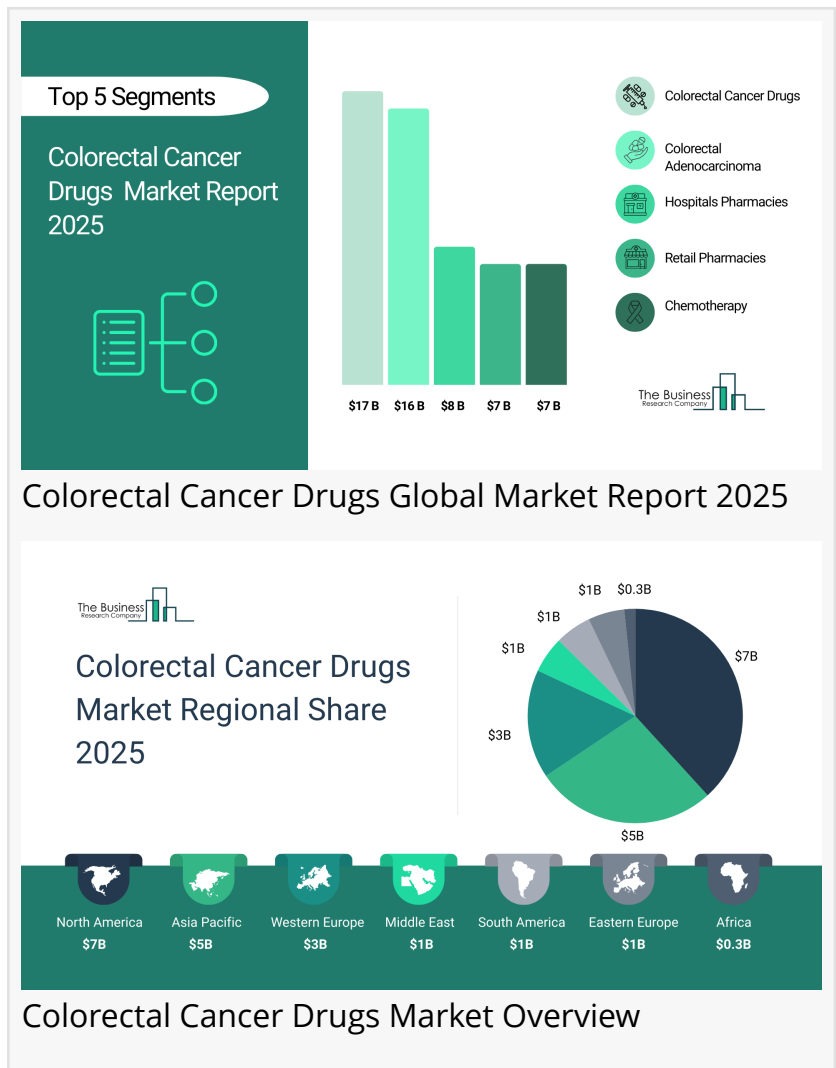 Top 5 Segments
Colorectal Cancer
Drugs Market Report
2025
$17 B
$16 B
$8 B
$7 B
$7 B
Colorectal Cancer Drugs
Colorectal
Adenocarcinoma
Hospitals Pharmacies
Retail Pharmacies
Chemotherapy
The Business
Research Company
Colorectal Cancer Drugs Global Market Report 2025
The Business
Research Company
Colorectal Cancer Drugs
Market Regional Share
2025
$1B
$0.3B
$1B
$1B
$7B
$3B
$5B
North America
$7B
Asia Pacific
$5B
Western Europe
$3B
Middle East
$1B
South America
$1B
Eastern Europe
$1B
Africa
$0.3B
Colorectal Cancer Drugs Market Overview